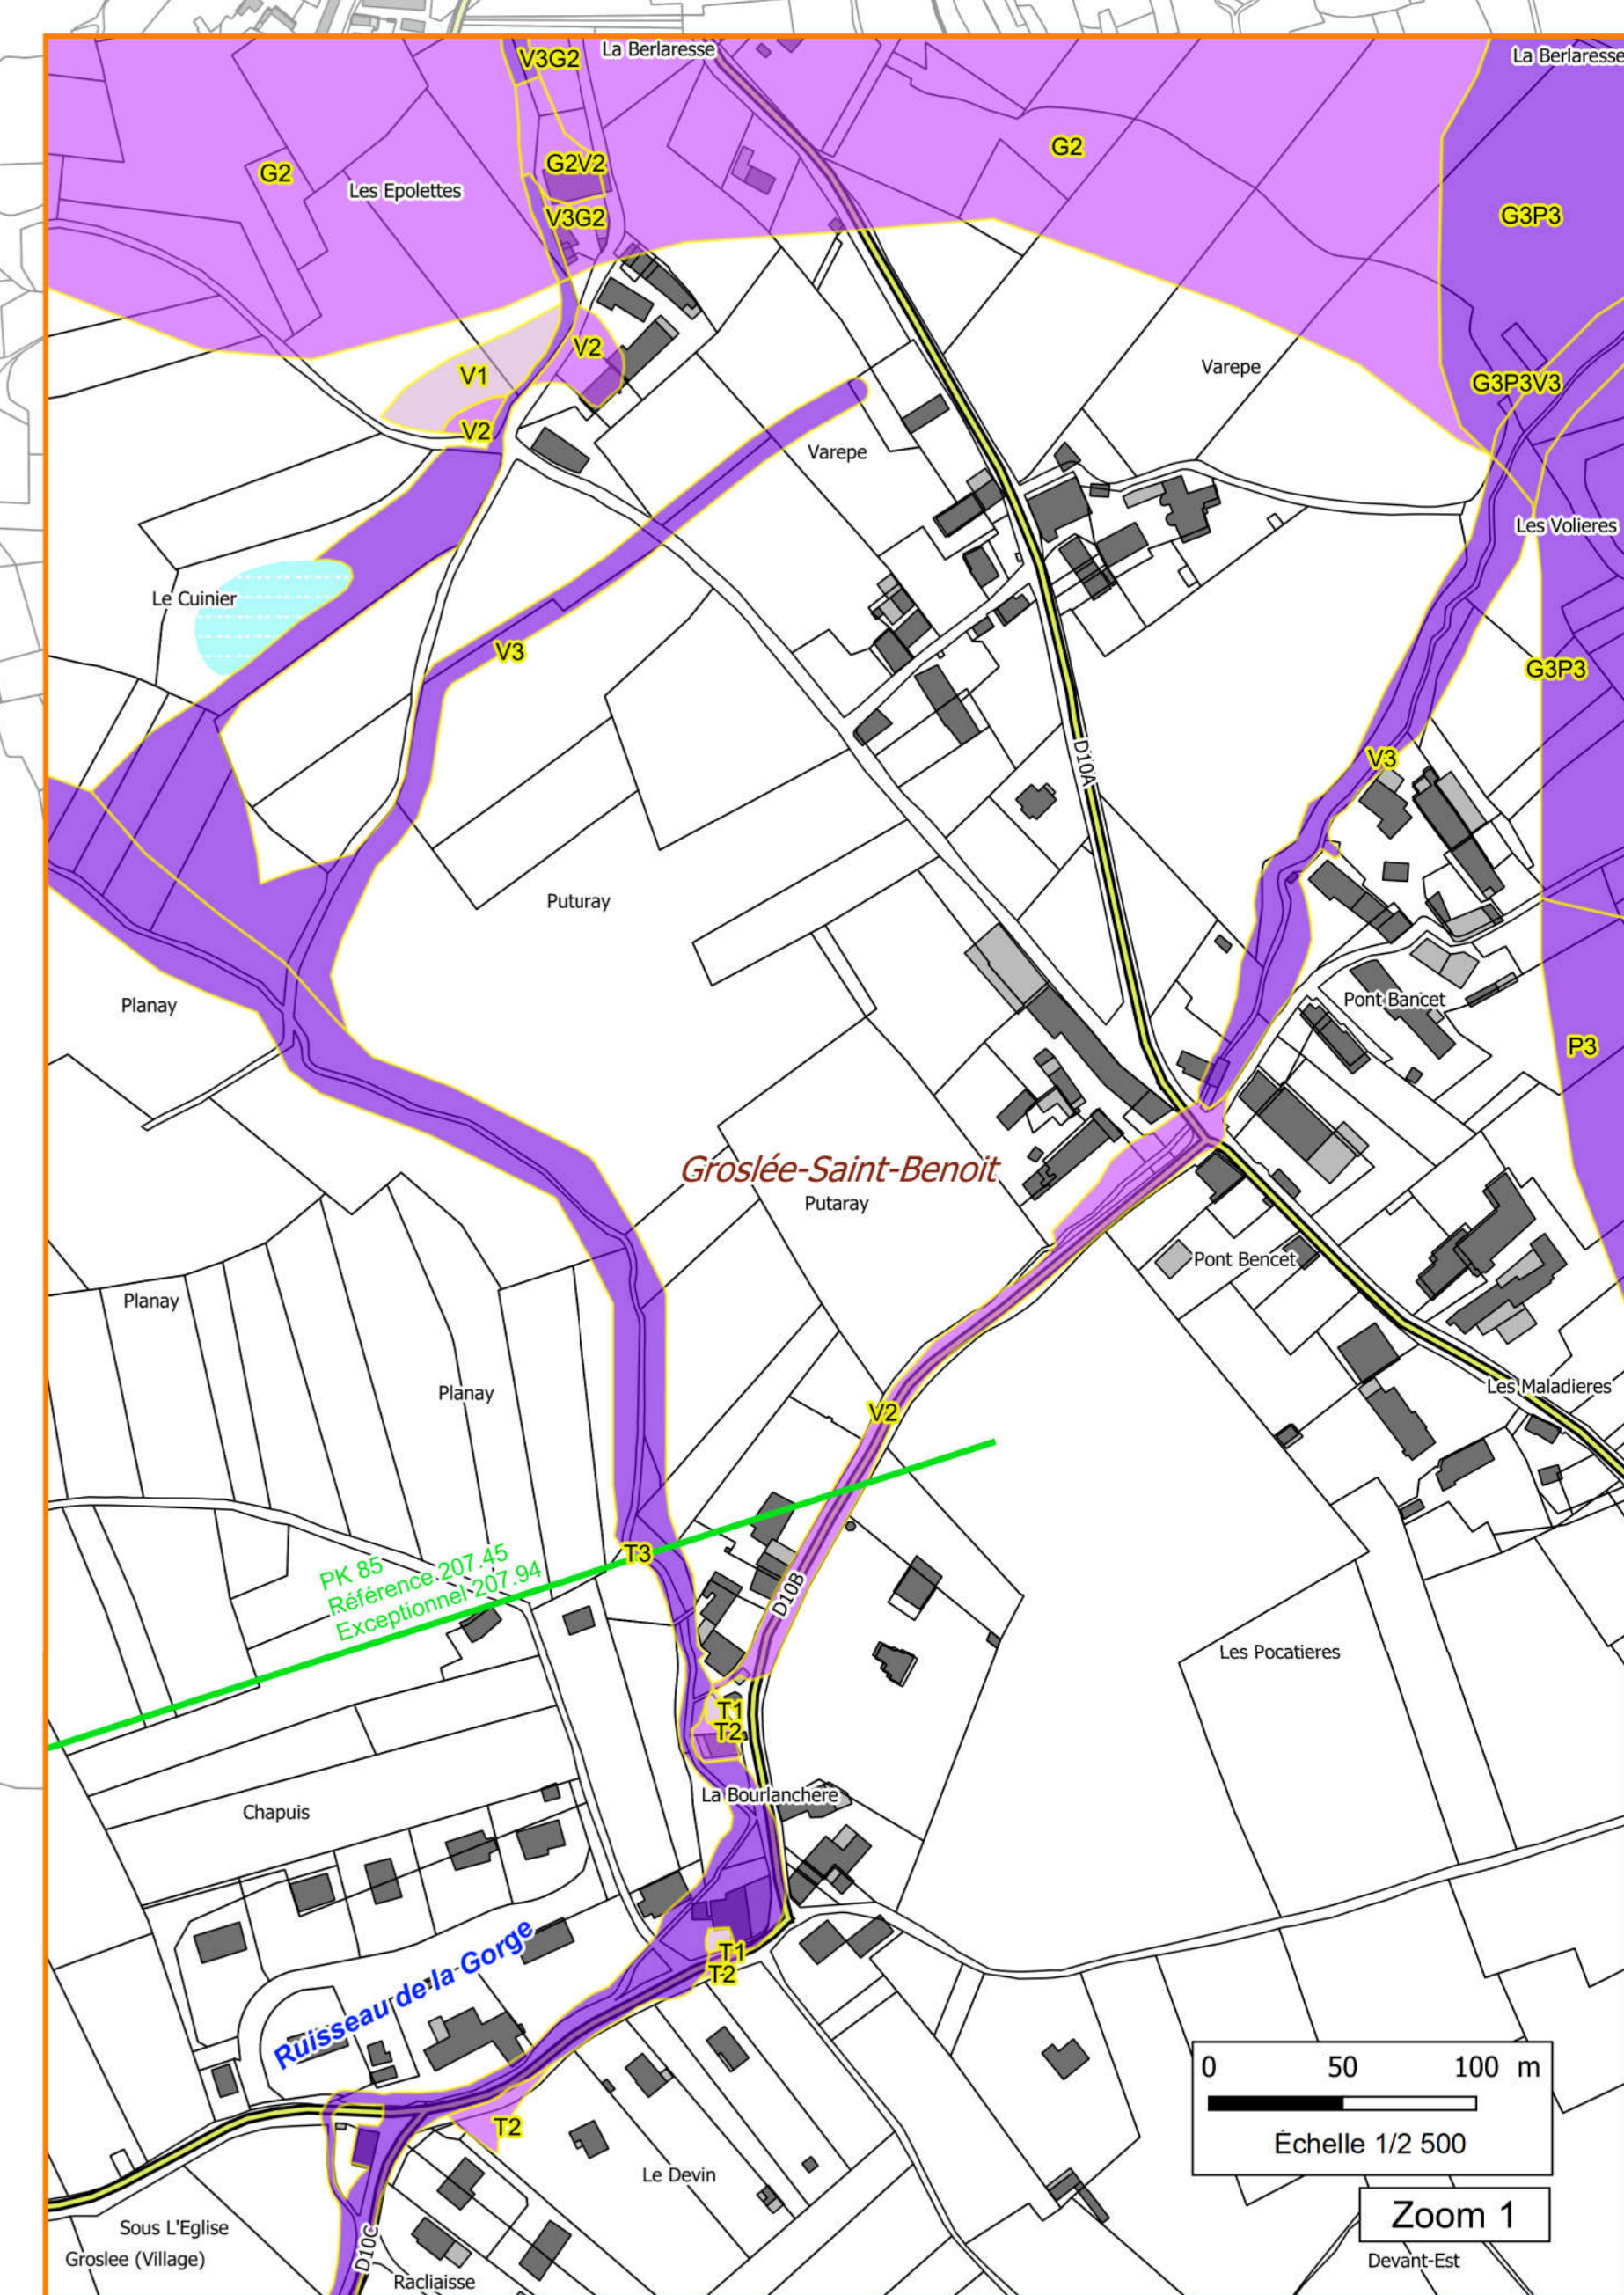 La Berlaresse
La Berlaresse
V3G2
G2
G2V2
G2
Les Epolettes
V3G2
G3P3
V2
V1
Varepe
G3P3V3
V2
Varepe
Les Volieres
Le Cuinier
V3
G3P3
D10A
V3
Puturay
Planay
Pont Bancet
P3
Groslée-Saint-Benoit
Putaray
Pont Bencet
Planay
Planay
Les Maladieres
V2
T3
PK 85
Référence 207.45
Exceptionnel 207.94
D10B
Les Pocatieres
T1
T2
La Bourlanchere
Chapuis
T1
T2
Ruisseau de la Gorge
0 50 100 m
Échelle 1/2 500
T2
Le Devin
Zoom 1
Sous L'Eglise
Groslee (Village)
D10C
Racliaisse
Devant-Est